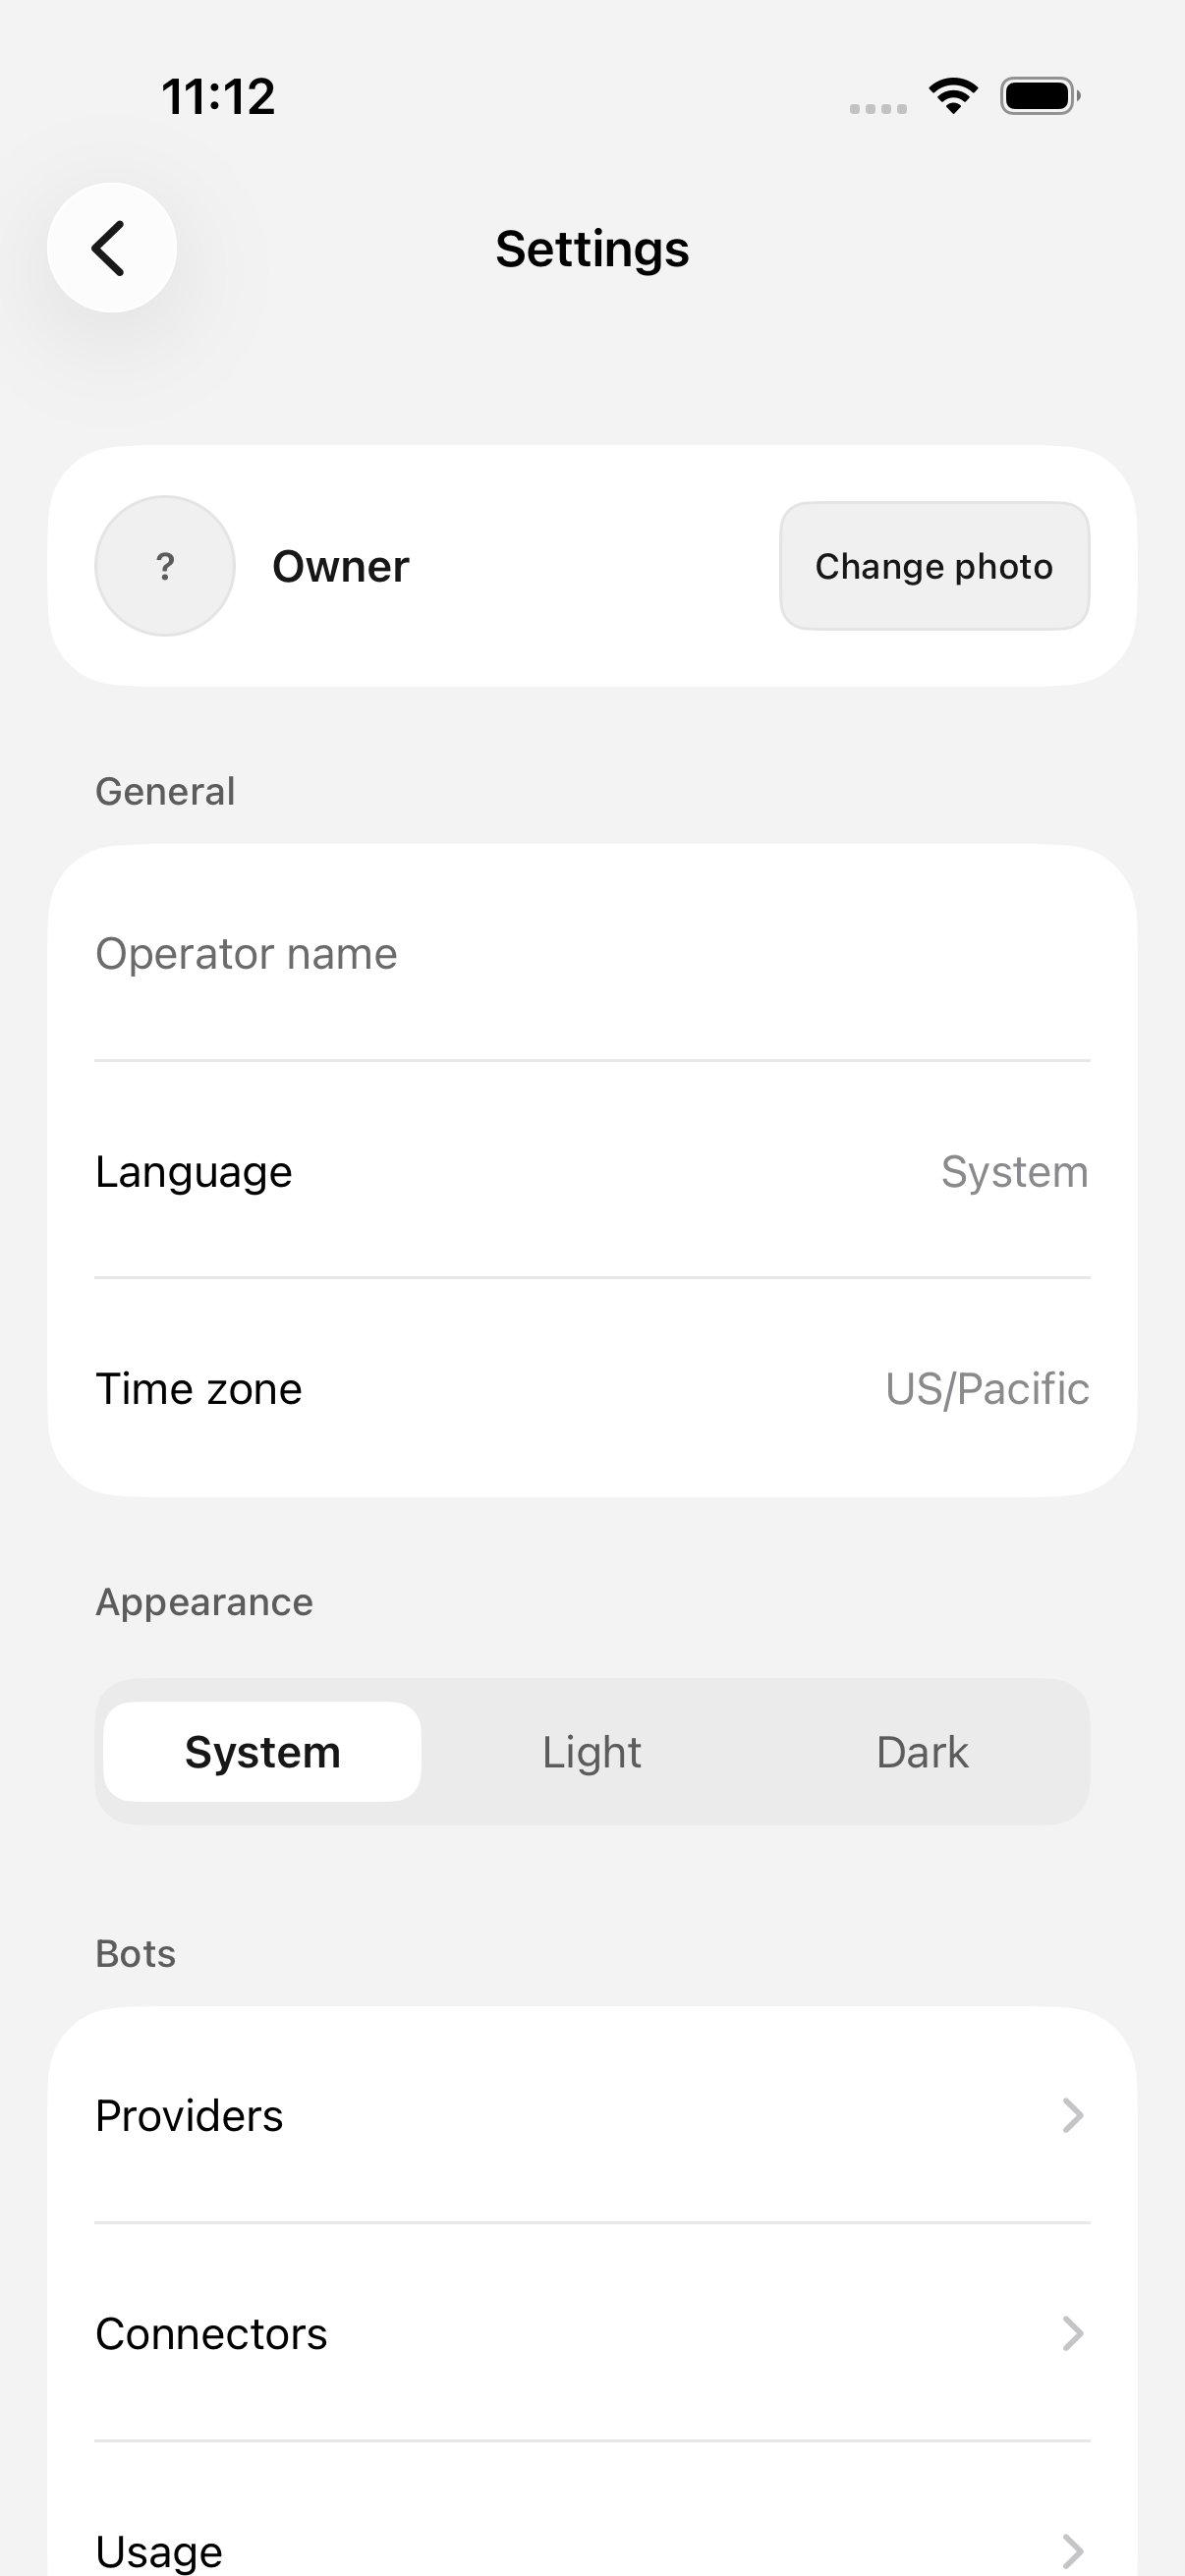 11:12
Settings
?
Owner
Change photo
General
Operator name
Language
System
Time zone
US/Pacific
Appearance
System
Light
Dark
Bots
Providers
Connectors
Usage